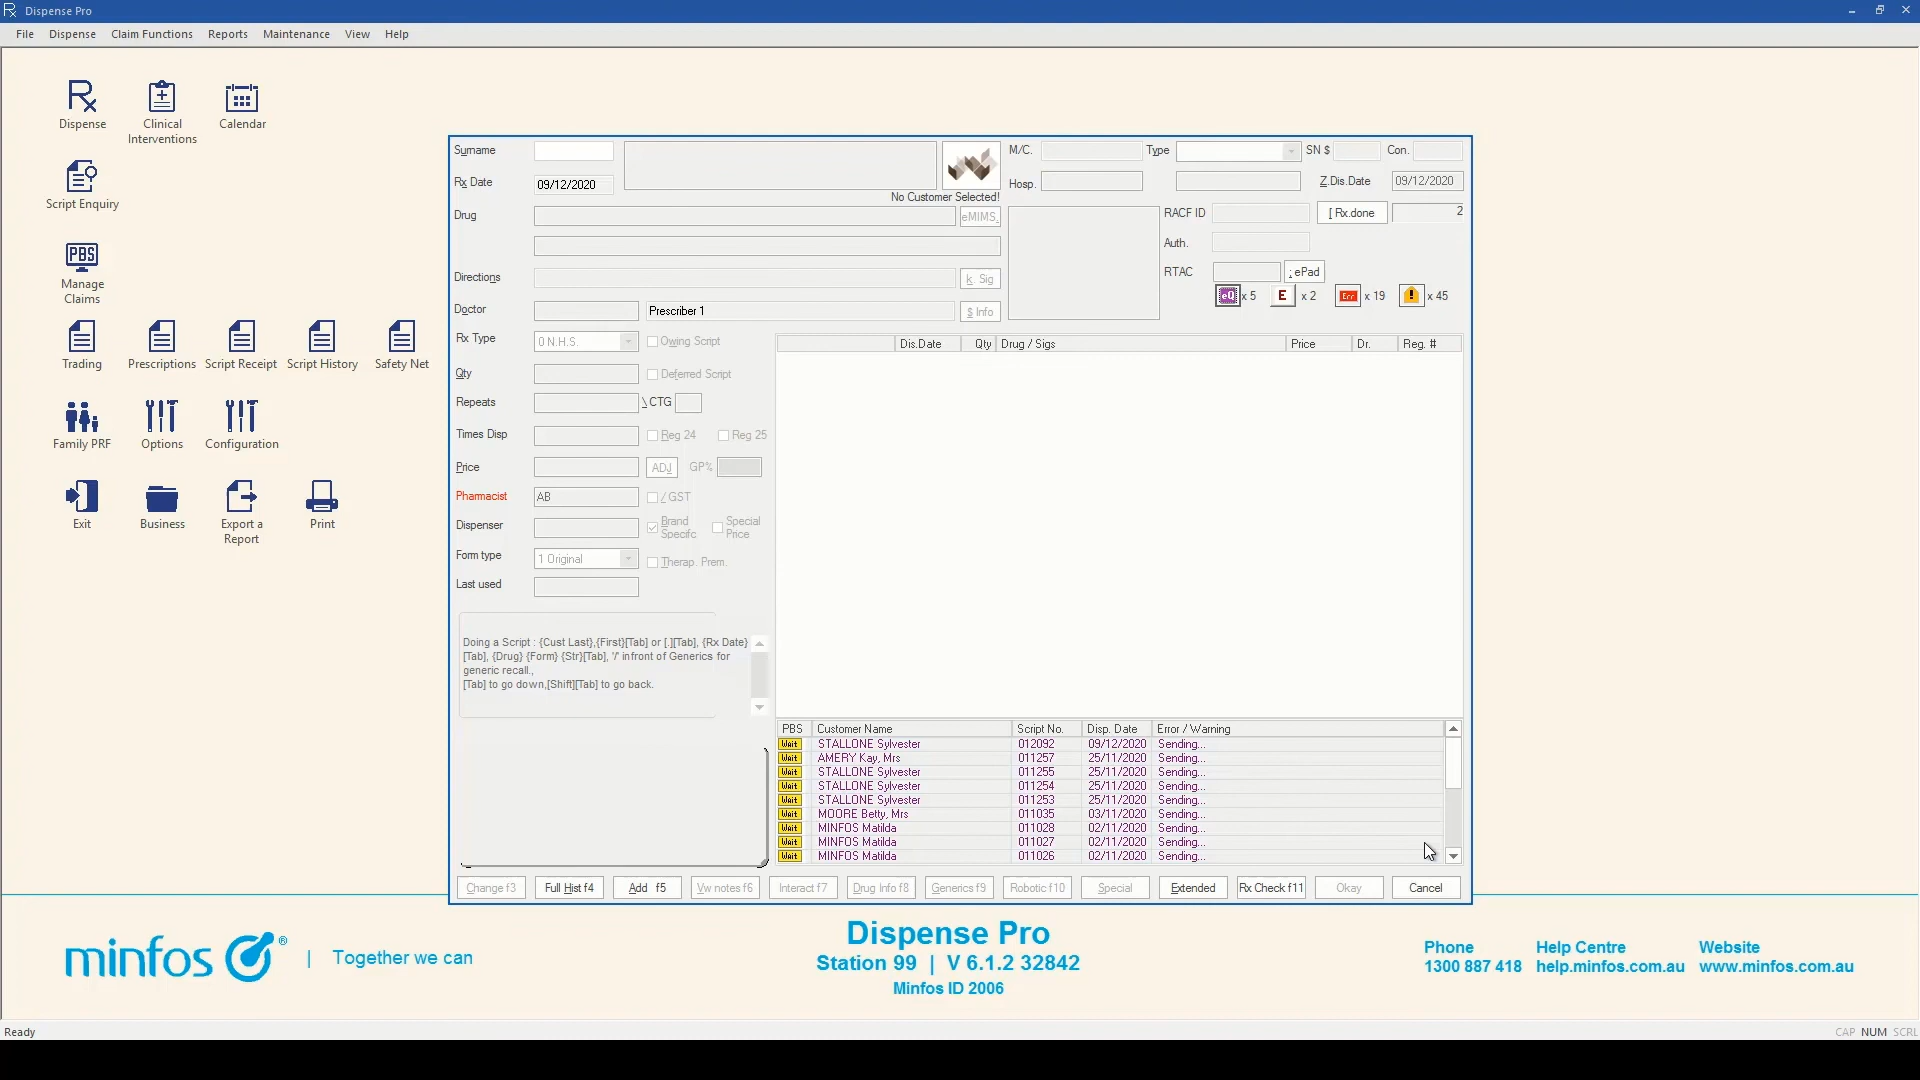 Dispense Pro
File Dispense Claim Functions Reports Maintenance View Help
Dispense
Clinical Interventions
Calendar
Script Enquiry
PBS
Manage Claims
Trading
Prescriptions
Script Receipt
Script History
Safety Net
Family PRF
Options
Configuration
Exit
Business
Export a Report
Print
Surname
M/C. Type SN $ Con.
Rx Date 09/12/2020
No Customer Selected!
Hosp. Z.Dis.Date 09/12/2020
Drug eMIMS.
RACF ID [ Rx.done 2
Auth.
Directions k. Sig
RTAC ; ePad
eQ x 5 E x 2 Err x 19 ! x 45
Doctor Prescriber 1 $ Info
Rx Type 0 N.H.S. Owing Script
Qty Deferred Script
Repeats \ CTG
Times Disp Reg 24 Reg 25
Price ADJ GP%
Pharmacist AB / GST
Dispenser Brand Specifc Special Price
Form type 1 Original Therap. Prem.
Last used
Dis.Date Qty Drug / Sigs Price Dr. Reg. #
Doing a Script : {Cust Last},{First}[Tab] or [.][Tab], {Rx Date}
[Tab], {Drug} {Form} {Str}[Tab], '/' infront of Generics for
generic recall.,
[Tab] to go down,[Shift][Tab] to go back.
PBS Customer Name Script No. Disp. Date Error / Warning
Wait STALLONE Sylvester 012092 09/12/2020 Sending...
Wait AMERY Kay, Mrs 011257 25/11/2020 Sending...
Wait STALLONE Sylvester 011255 25/11/2020 Sending...
Wait STALLONE Sylvester 011254 25/11/2020 Sending...
Wait STALLONE Sylvester 011253 25/11/2020 Sending...
Wait MOORE Betty, Mrs 011035 03/11/2020 Sending...
Wait MINFOS Matilda 011028 02/11/2020 Sending...
Wait MINFOS Matilda 011027 02/11/2020 Sending...
Wait MINFOS Matilda 011026 02/11/2020 Sending...
Change f3 Full Hist f4 Add f5 Vw notes f6 Interact f7 Drug Info f8 Generics f9 Robotic f10 Special Extended Rx Check f11 Okay Cancel
minfos ® | Together we can
Dispense Pro
Station 99 | V 6.1.2 32842
Minfos ID 2006
Phone
1300 887 418
Help Centre
help.minfos.com.au
Website
www.minfos.com.au
Ready
CAP NUM SCRL